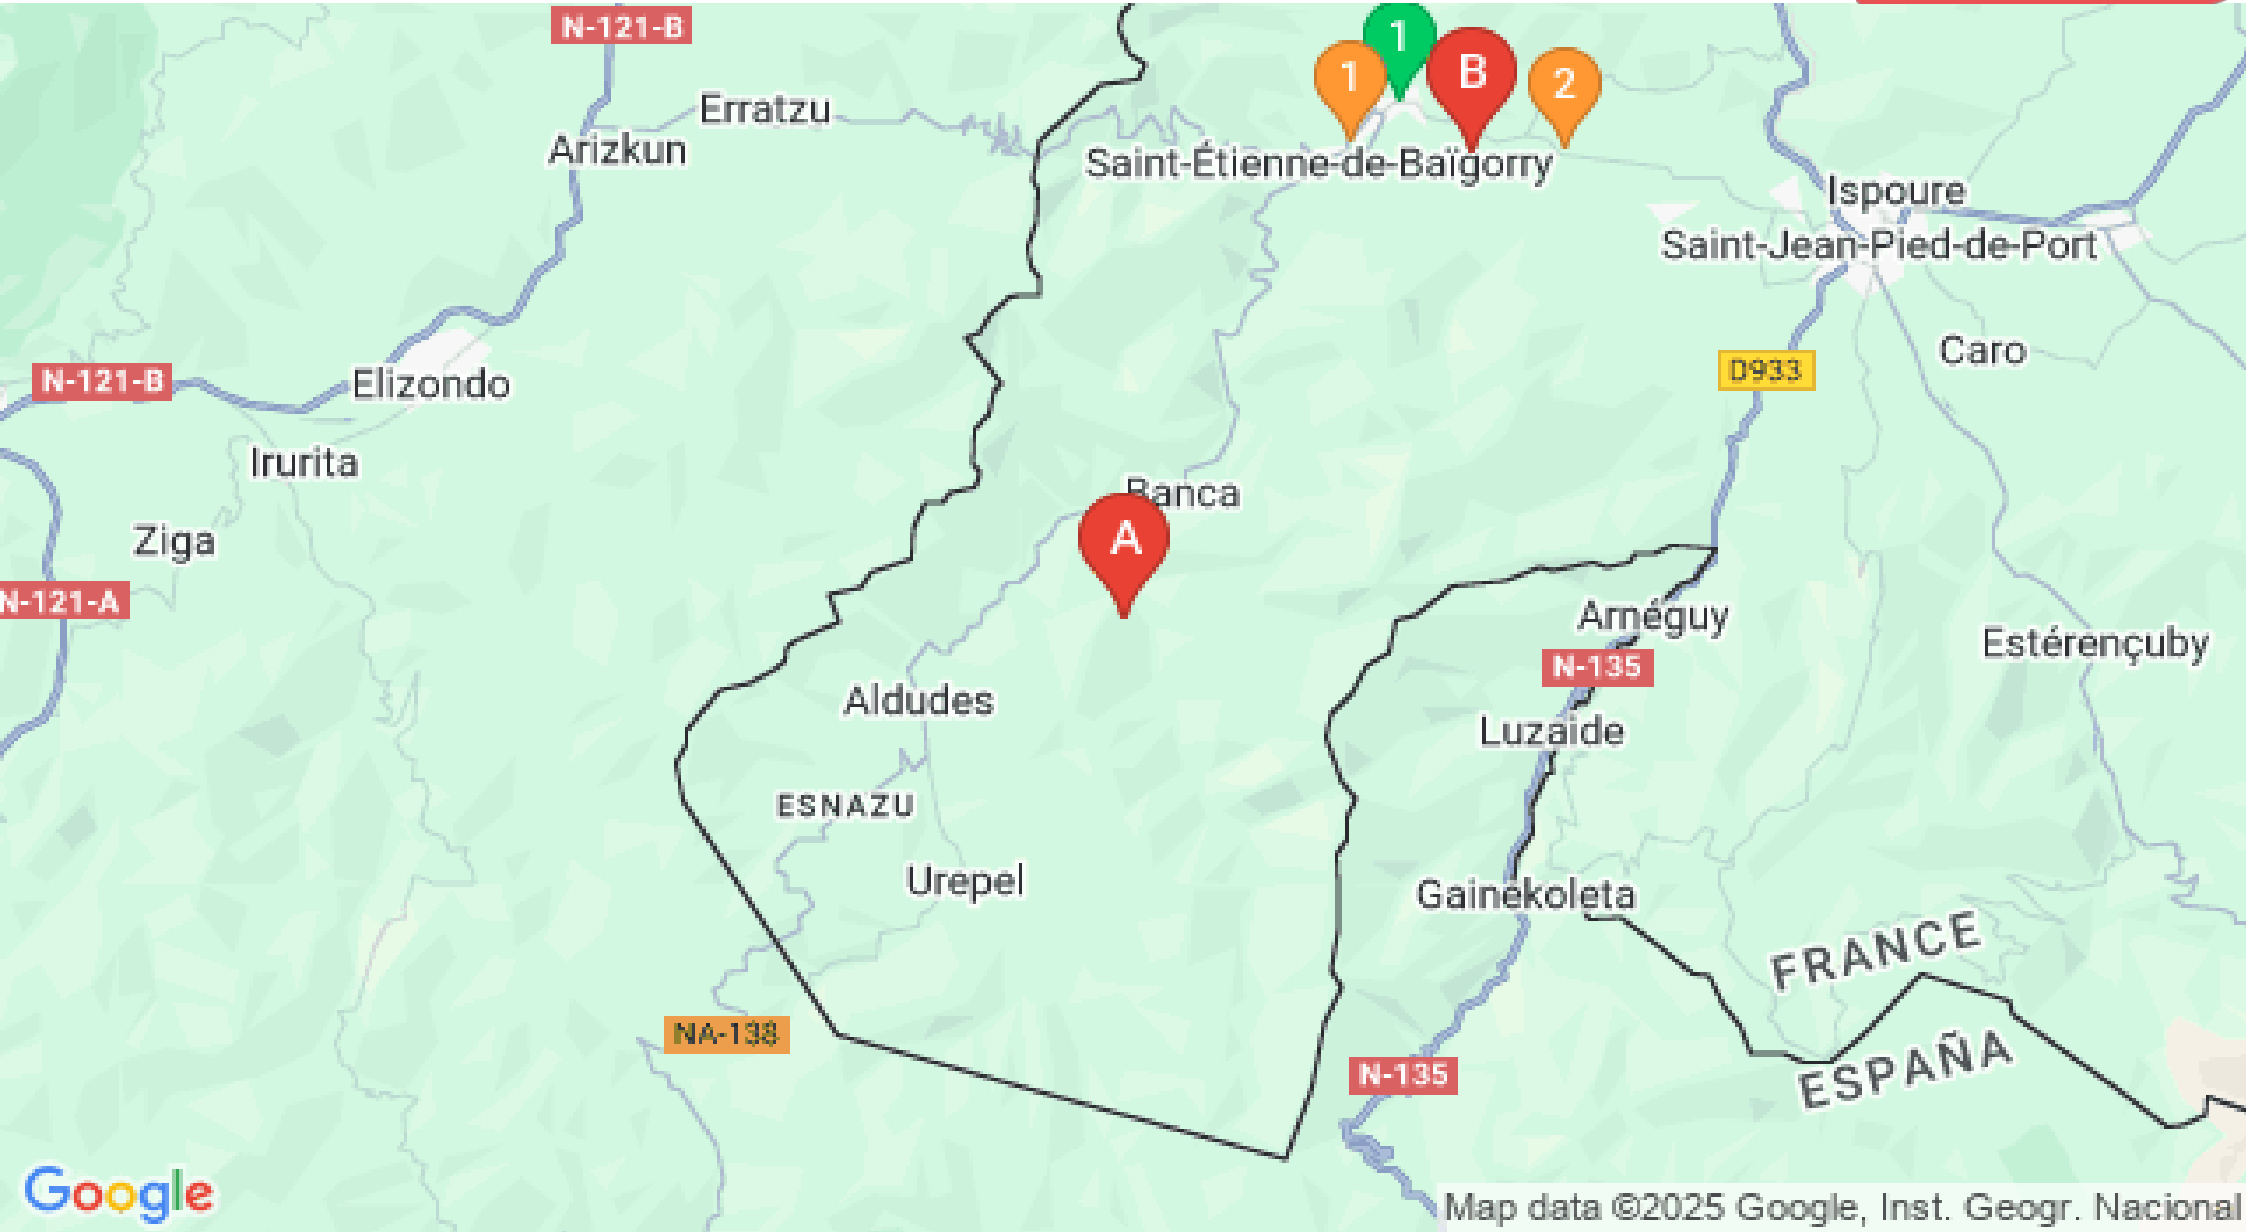 N-121-B
1
1
B
2
Erratzu
Arizkun
Saint-Étienne-de-Baïgorry
Ispoure
Saint-Jean-Pied-de-Port
Caro
D933
N-121-B
Elizondo
Irurita
Banca
A
Ziga
N-121-A
Arnéguy
Estérençuby
N-135
Aldudes
Luzaide
ESNAZU
Urepel
Gainekoleta
FRANCE
NA-138
ESPAÑA
N-135
Google
Map data ©2025 Google, Inst. Geogr. Nacional